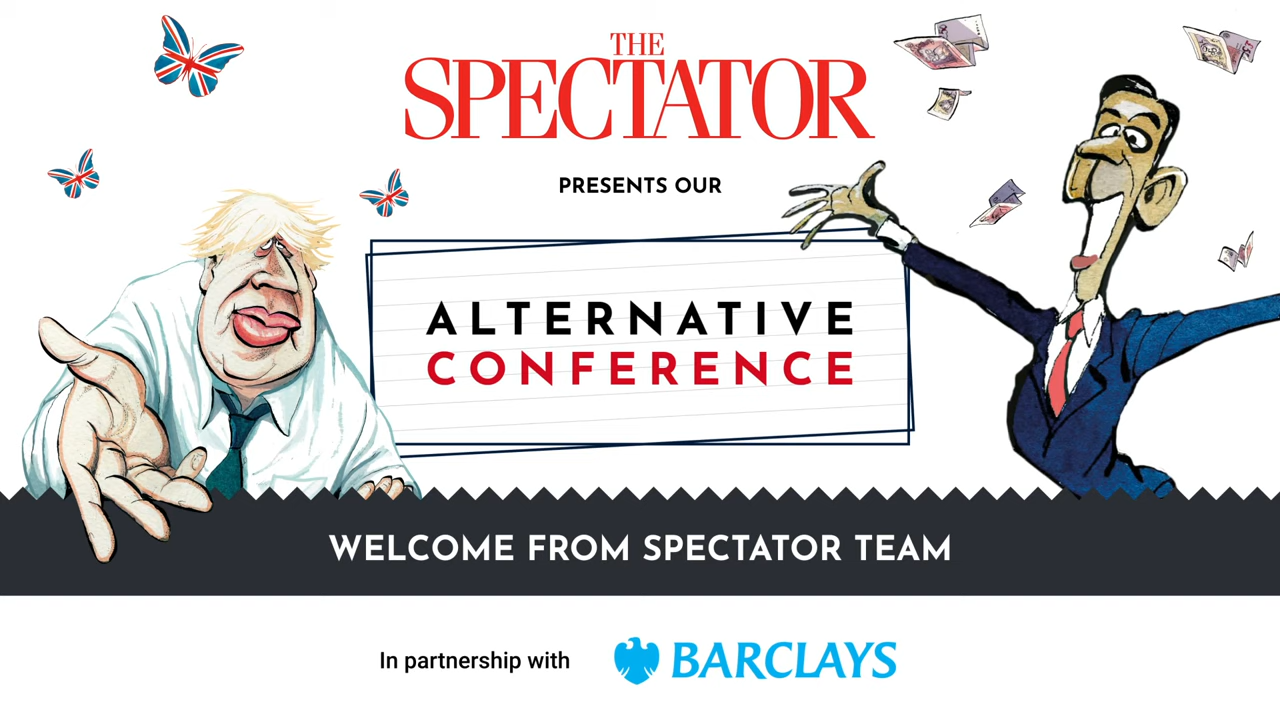 THE
SPECTATOR
PRESENTS OUR
ALTERNATIVE
CONFERENCE
WELCOME FROM SPECTATOR TEAM
In partnership with
BARCLAYS